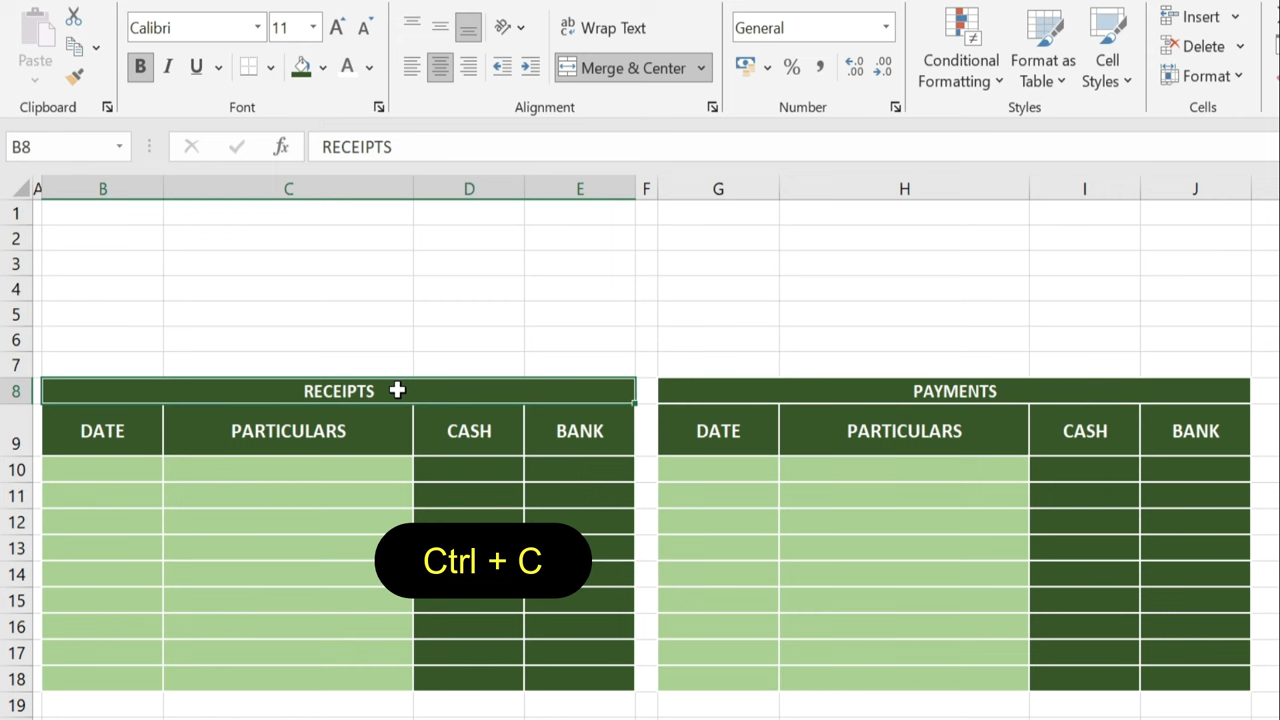 Calibri 11 Wrap Text General Insert
Paste B I U A Merge & Center % , Conditional Formatting Format as Table Cell Styles Delete
Format
Clipboard Font Alignment Number Styles Cells
B8 fx RECEIPTS
A B C D E F G H I J
1
2
3
4
5
6
7
8 RECEIPTS PAYMENTS
9 DATE PARTICULARS CASH BANK DATE PARTICULARS CASH BANK
10
11
12
13
Ctrl + C
14
15
16
17
18
19